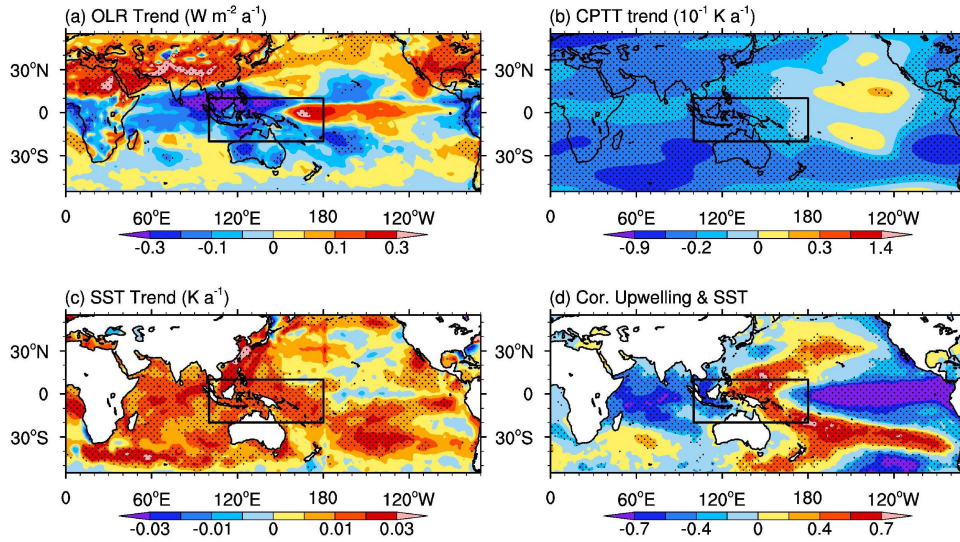 (a) OLR Trend (W m⁻² a⁻¹)
30°N
0
30°S
0 60°E 120°E 180 120°W
-0.3 -0.1 0 0.1 0.3
(b) CPTT trend (10⁻¹ K a⁻¹)
30°N
0
30°S
0 60°E 120°E 180 120°W
-0.9 -0.2 0 0.3 1.4
(c) SST Trend (K a⁻¹)
30°N
0
30°S
0 60°E 120°E 180 120°W
-0.03 -0.01 0 0.01 0.03
(d) Cor. Upwelling & SST
30°N
0
30°S
0 60°E 120°E 180 120°W
-0.7 -0.4 0 0.4 0.7